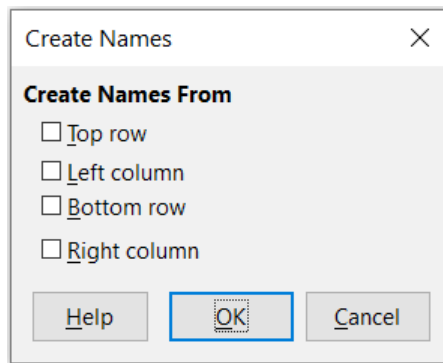 Create Names
Create Names From
Top row
Left column
Bottom row
Right column
Help OK Cancel